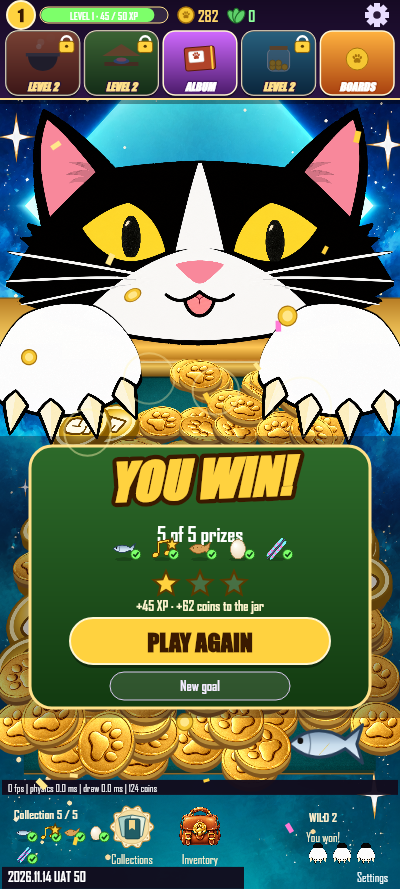 1
LEVEL 1 · 45 / 50 XP
282
0
LEVEL 2
LEVEL 2
ALBUM
LEVEL 2
BOARDS
YOU WIN!
5 of 5 prizes
+45 XP · +62 coins to the jar
PLAY AGAIN
New goal
0 fps | physics 0.0 ms | draw 0.0 ms | 124 coins
Collection 5 / 5
Collections
Inventory
WILD 2
You won!
2026.11.14 UAT 50
Settings